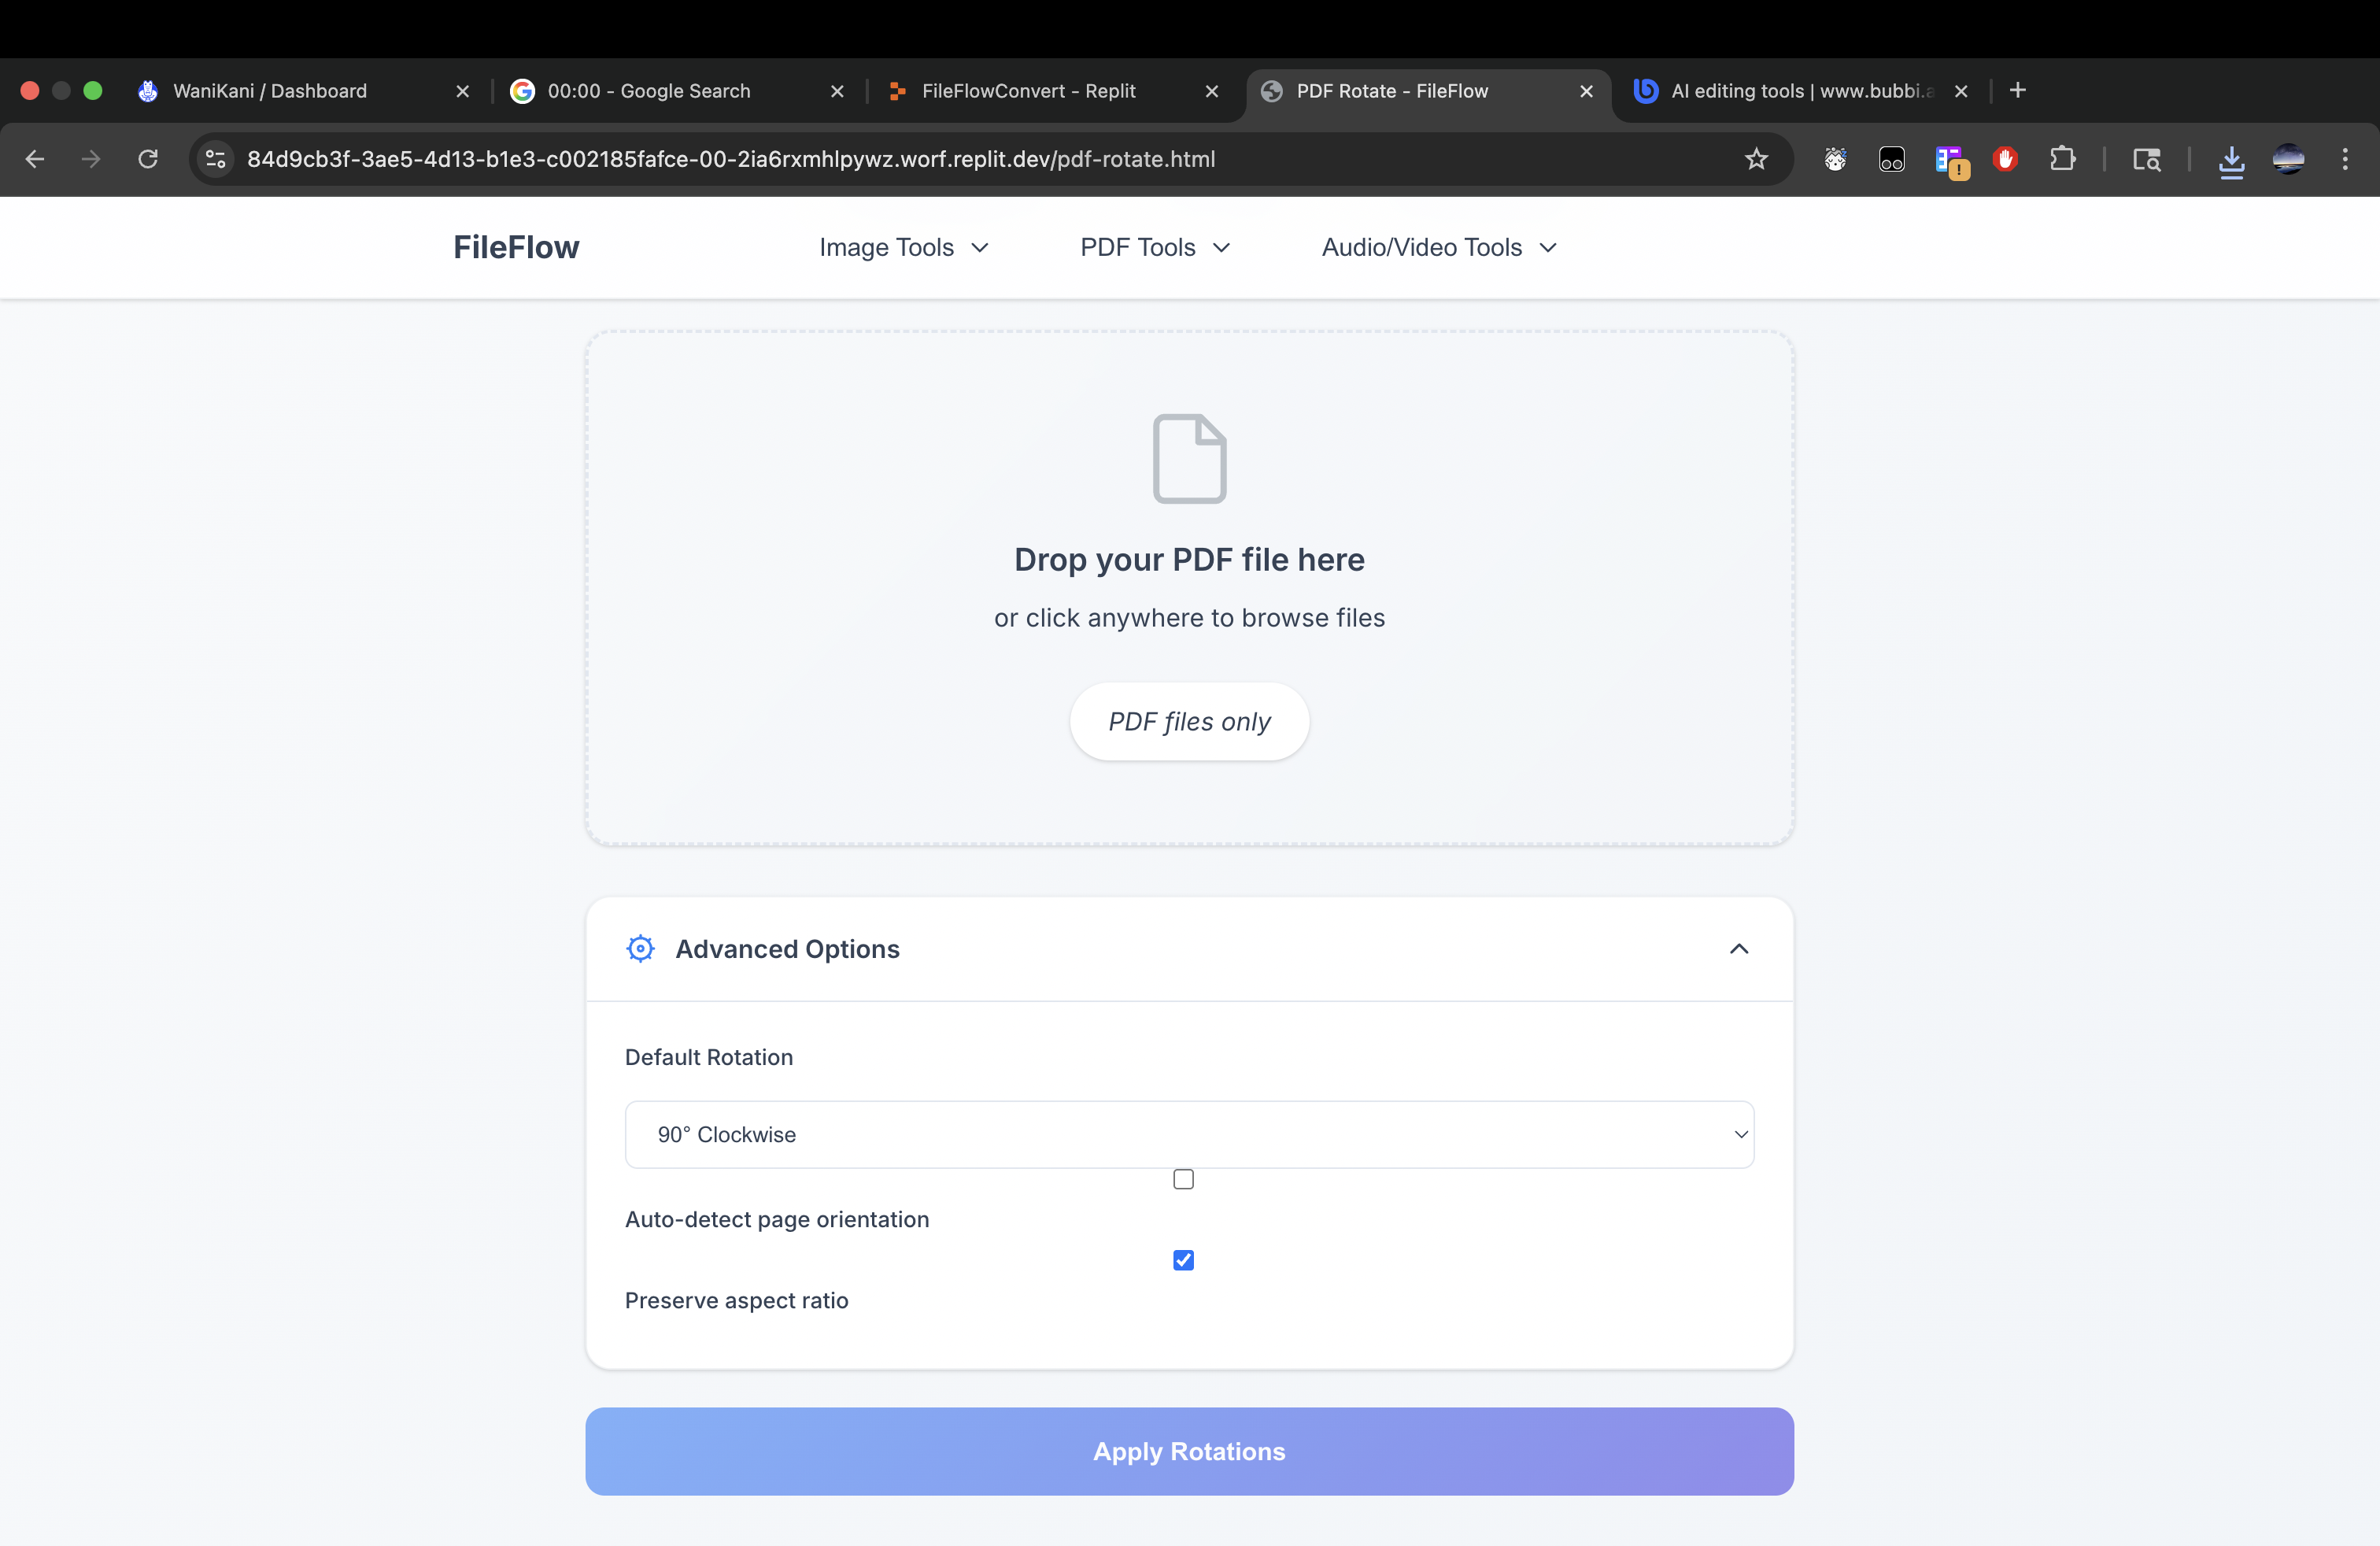 WaniKani / Dashboard
00:00 - Google Search
FileFlowConvert - Replit
PDF Rotate - FileFlow
AI editing tools | www.bubbi.a
84d9cb3f-3ae5-4d13-b1e3-c002185fafce-00-2ia6rxmhlpywz.worf.replit.dev/pdf-rotate.html
FileFlow
Image Tools
PDF Tools
Audio/Video Tools
Drop your PDF file here
or click anywhere to browse files
PDF files only
Advanced Options
Default Rotation
90° Clockwise
Auto-detect page orientation
Preserve aspect ratio
Apply Rotations